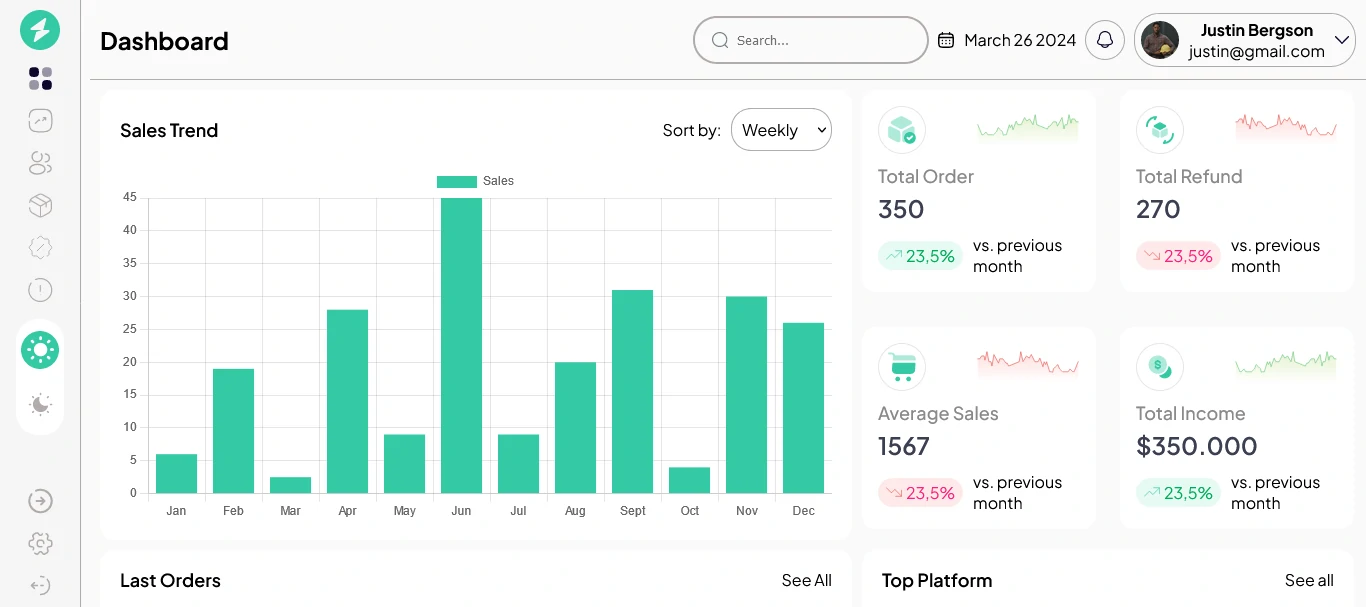 Dashboard
Search...
March 26 2024
Justin Bergson
justin@gmail.com
Sales Trend
Sort by:
Weekly
Sales
45
40
35
30
25
20
15
10
5
0
Jan Feb Mar Apr May Jun Jul Aug Sept Oct Nov Dec
Total Order
350
23,5%
vs. previous
month
Total Refund
270
23,5%
vs. previous
month
Average Sales
1567
23,5%
vs. previous
month
Total Income
$350.000
23,5%
vs. previous
month
Last Orders
See All
Top Platform
See all